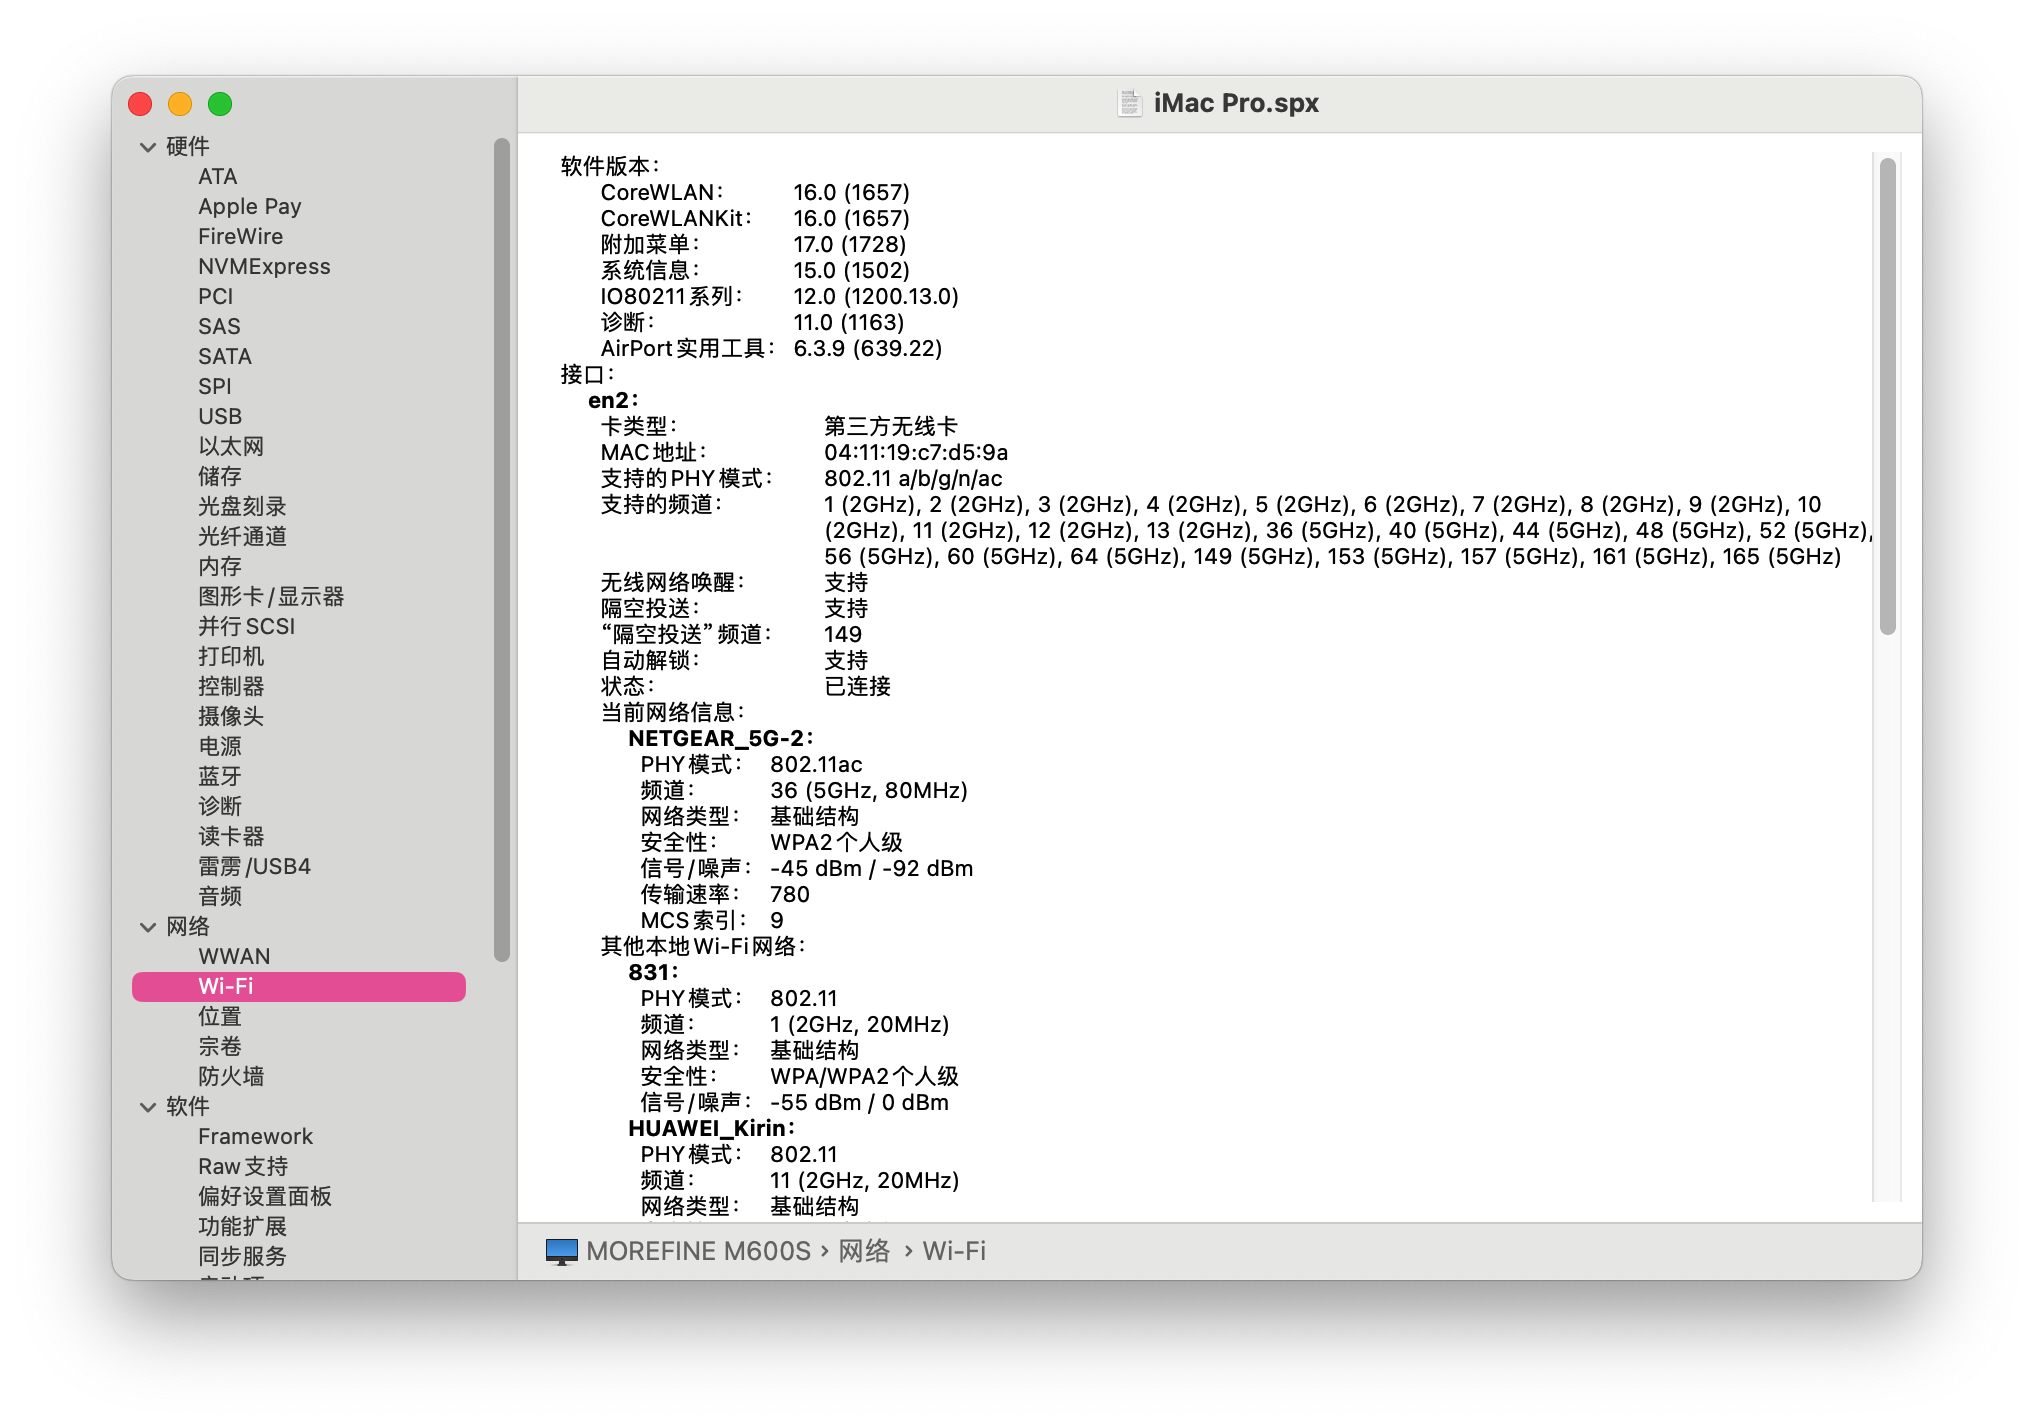 iMac Pro.spx
硬件
ATA
Apple Pay
FireWire
NVMExpress
PCI
SAS
SATA
SPI
USB
以太网
储存
光盘刻录
光纤通道
内存
图形卡/显示器
并行SCSI
打印机
控制器
摄像头
电源
蓝牙
诊断
读卡器
雷雳/USB4
音频
网络
WWAN
Wi-Fi
位置
宗卷
防火墙
软件
Framework
Raw支持
偏好设置面板
功能扩展
同步服务
软件版本：
CoreWLAN： 16.0 (1657)
CoreWLANKit： 16.0 (1657)
附加菜单： 17.0 (1728)
系统信息： 15.0 (1502)
IO80211系列： 12.0 (1200.13.0)
诊断： 11.0 (1163)
AirPort实用工具： 6.3.9 (639.22)
接口：
en2：
卡类型： 第三方无线卡
MAC地址： 04:11:19:c7:d5:9a
支持的PHY模式： 802.11 a/b/g/n/ac
支持的频道： 1 (2GHz), 2 (2GHz), 3 (2GHz), 4 (2GHz), 5 (2GHz), 6 (2GHz), 7 (2GHz), 8 (2GHz), 9 (2GHz), 10
(2GHz), 11 (2GHz), 12 (2GHz), 13 (2GHz), 36 (5GHz), 40 (5GHz), 44 (5GHz), 48 (5GHz), 52 (5GHz),
56 (5GHz), 60 (5GHz), 64 (5GHz), 149 (5GHz), 153 (5GHz), 157 (5GHz), 161 (5GHz), 165 (5GHz)
无线网络唤醒： 支持
隔空投送： 支持
“隔空投送”频道： 149
自动解锁： 支持
状态： 已连接
当前网络信息：
NETGEAR_5G-2：
PHY模式： 802.11ac
频道： 36 (5GHz, 80MHz)
网络类型： 基础结构
安全性： WPA2个人级
信号/噪声： -45 dBm / -92 dBm
传输速率： 780
MCS索引： 9
其他本地Wi-Fi网络：
831：
PHY模式： 802.11
频道： 1 (2GHz, 20MHz)
网络类型： 基础结构
安全性： WPA/WPA2个人级
信号/噪声： -55 dBm / 0 dBm
HUAWEI_Kirin：
PHY模式： 802.11
频道： 11 (2GHz, 20MHz)
网络类型： 基础结构
MOREFINE M600S › 网络 › Wi-Fi